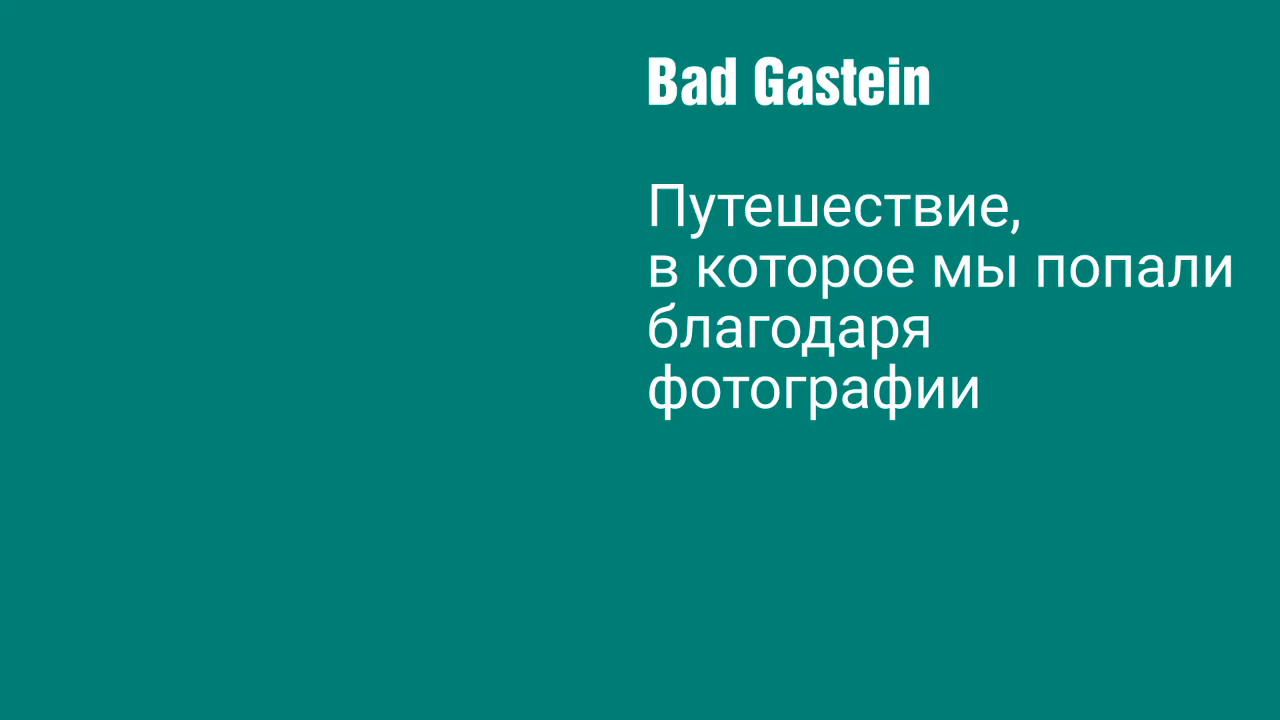 Bad Gastein
Путешествие,
в которое мы попали
благодаря
фотографии